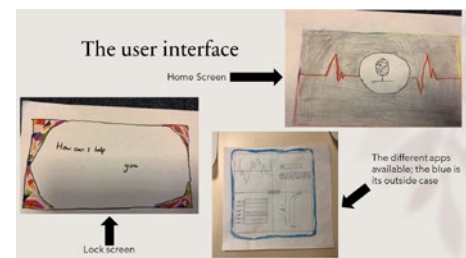 The user interface
Home Screen
How can I help
you
The different apps
available; the blue is
its outside case
Lock screen